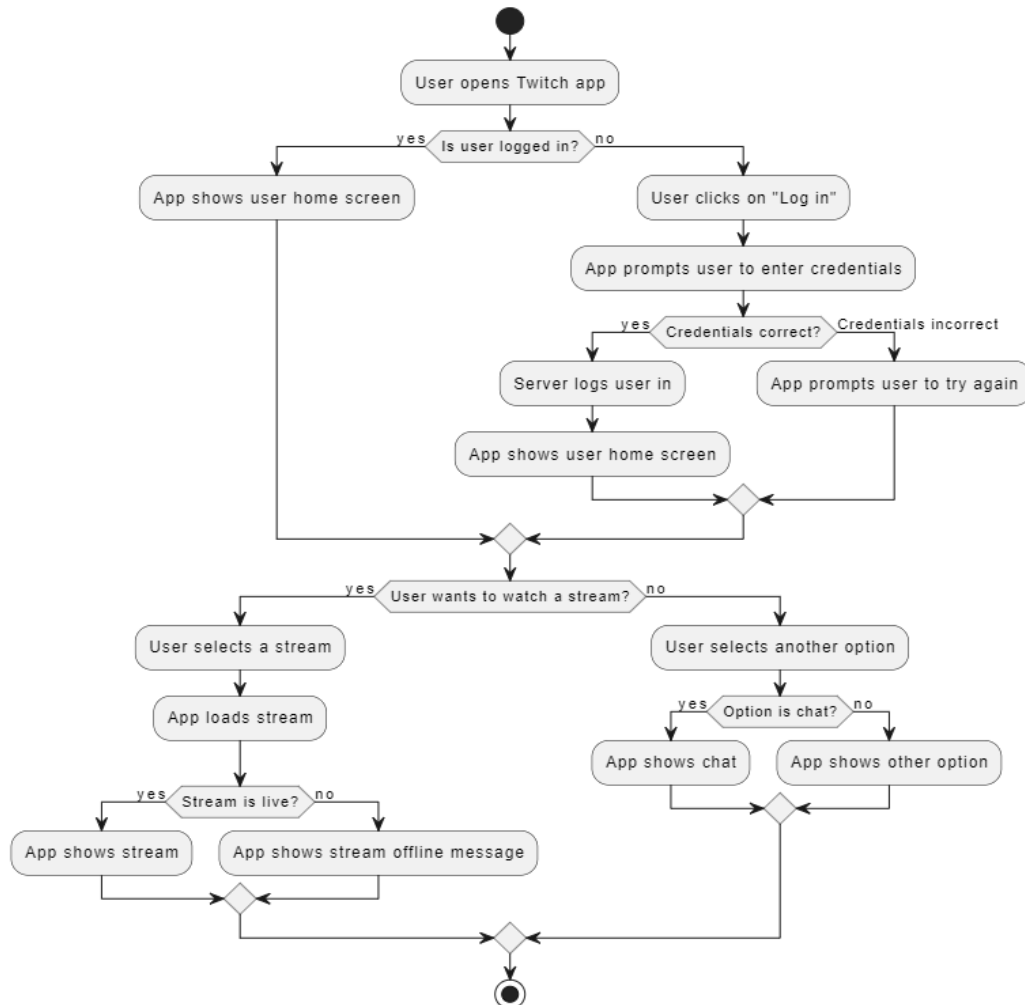 User opens Twitch app
yes
Is user logged in?
no
App shows user home screen
User clicks on "Log in"
App prompts user to enter credentials
yes
Credentials correct?
Credentials incorrect
Server logs user in
App prompts user to try again
App shows user home screen
yes
User wants to watch a stream?
no
User selects a stream
User selects another option
App loads stream
yes
Option is chat?
no
App shows chat
App shows other option
yes
Stream is live?
no
App shows stream
App shows stream offline message